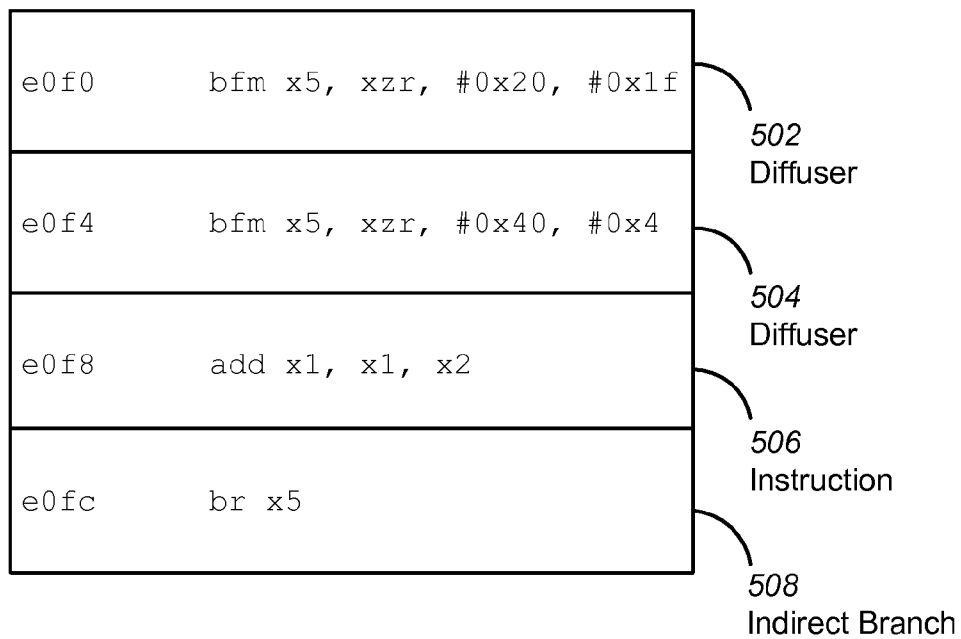 e0f0 bfm x5, xzr, #0x20, #0x1f
502
Diffuser
e0f4 bfm x5, xzr, #0x40, #0x4
504
Diffuser
e0f8 add x1, x1, x2
506
Instruction
e0fc br x5
508
Indirect Branch